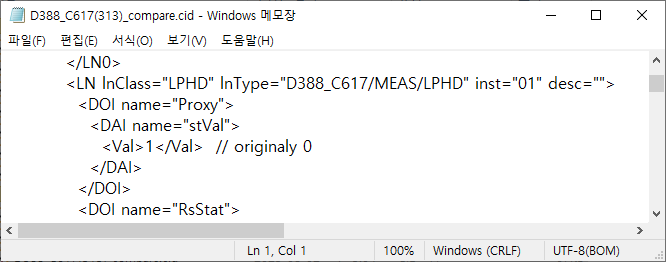 D388_C617(313)_compare.cid - Windows 메모장
파일(F) 편집(E) 서식(O) 보기(V) 도움말(H)
</LN0>
<LN lnClass="LPHD" lnType="D388_C617/MEAS/LPHD" inst="01" desc="">
<DOI name="Proxy">
<DAI name="stVal">
<Val>1</Val> // originaly 0
</DAI>
</DOI>
<DOI name="RsStat">
Ln 1, Col 1 100% Windows (CRLF) UTF-8(BOM)